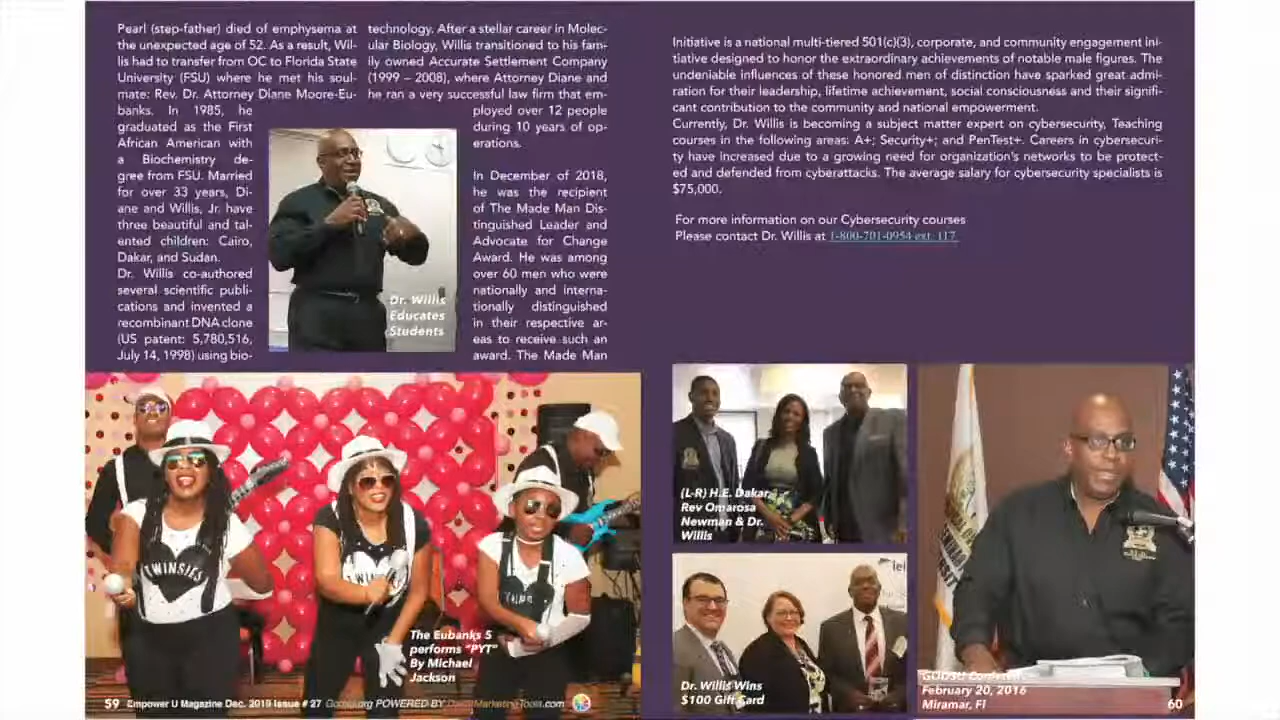 Pearl (step-father) died of emphysema at
the unexpected age of 52. As a result, Wil-
lis had to transfer from OC to Florida State
University (FSU) where he met his soul-
mate: Rev. Dr. Attorney Diane Moore-Eu-
banks. In 1985, he
graduated as the First
African American with
a Biochemistry de-
gree from FSU. Married
for over 33 years, Di-
ane and Willis, Jr. have
three beautiful and tal-
ented children: Cairo,
Dakar, and Sudan.
Dr. Willis co-authored
several scientific publi-
cations and invented a
recombinant DNA clone
(US patent: 5,780,516,
July 14, 1998) using bio-
technology. After a stellar career in Molec-
ular Biology, Willis transitioned to his fam-
ily owned Accurate Settlement Company
(1999 – 2008), where Attorney Diane and
he ran a very successful law firm that em-
ployed over 12 people
during 10 years of op-
erations.
In December of 2018,
he was the recipient
of The Made Man Dis-
tinguished Leader and
Advocate for Change
Award. He was among
over 60 men who were
nationally and interna-
tionally distinguished
in their respective ar-
eas to receive such an
award. The Made Man
Dr. Willis
Educates
Students
TWINSIES
The Eubanks 5
performs "PYT"
By Michael
Jackson
59 Empower U Magazine Dec. 2019 Issue # 27
POWERED BY
Initiative is a national multi-tiered 501(c)(3), corporate, and community engagement ini-
tiative designed to honor the extraordinary achievements of notable male figures. The
undeniable influences of these honored men of distinction have sparked great admi-
ration for their leadership, lifetime achievement, social consciousness and their signifi-
cant contribution to the community and national empowerment.
Currently, Dr. Willis is becoming a subject matter expert on cybersecurity, Teaching
courses in the following areas: A+; Security+; and PenTest+. Careers in cybersecuri-
ty have increased due to a growing need for organization's networks to be protect-
ed and defended from cyberattacks. The average salary for cybersecurity specialists is
$75,000.
For more information on our Cybersecurity courses
Please contact Dr. Willis at 1-800-701-0954 ext. 117
(L-R) H.E. Dakar,
Rev Omarosa
Newman & Dr.
Willis
Dr. Willis Wins
$100 Gift Card
February 20, 2016
Miramar, Fl
60